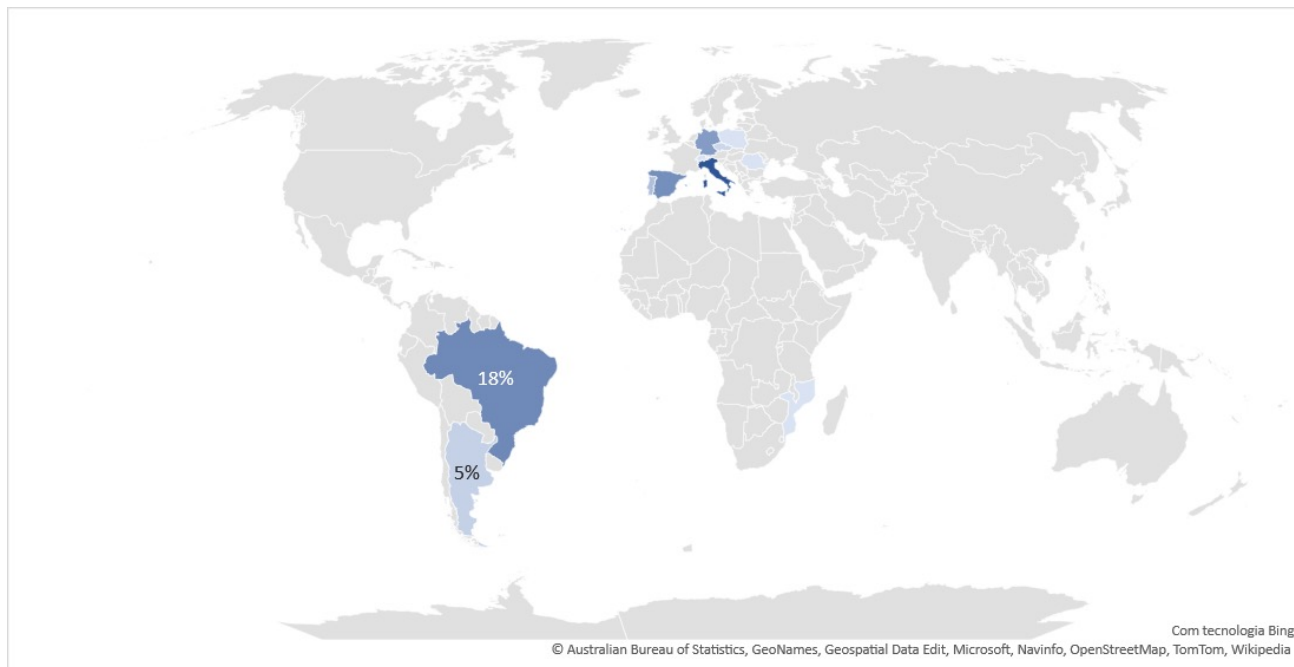 18%
5%
Com tecnologia Bing
© Australian Bureau of Statistics, GeoNames, Geospatial Data Edit, Microsoft, Navinfo, OpenStreetMap, TomTom, Wikipedia